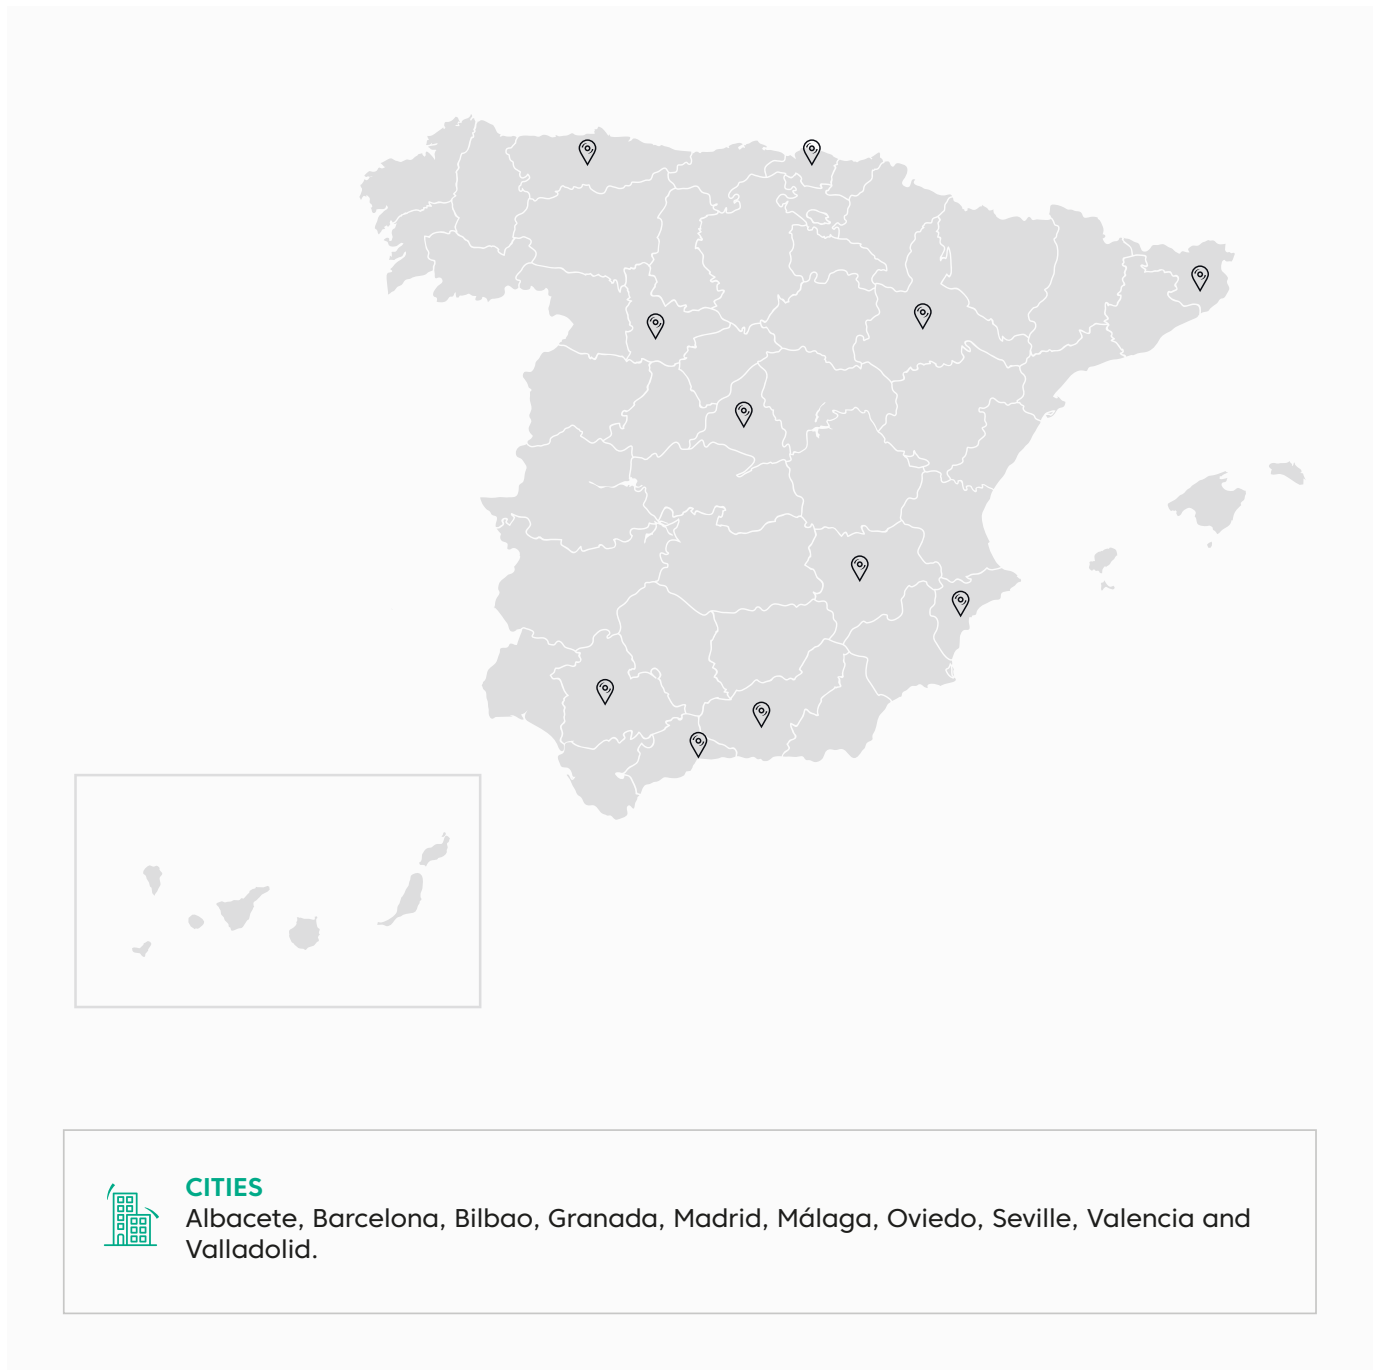 CITIES
Albacete, Barcelona, Bilbao, Granada, Madrid, Málaga, Oviedo, Seville, Valencia and
Valladolid.